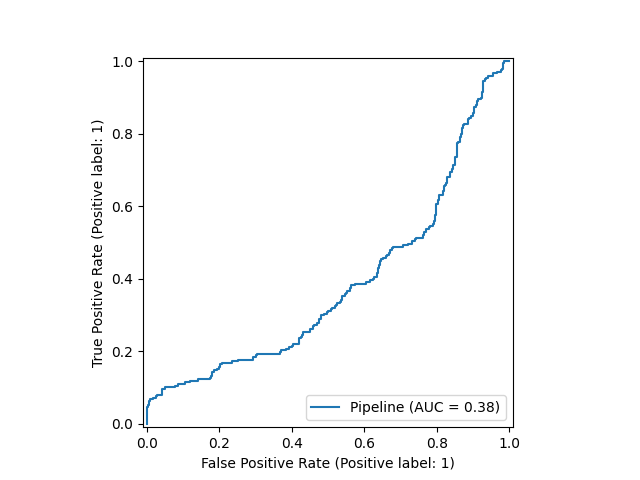 1.0
0.8
0.6
0.4
0.2
0.0
True Positive Rate (Positive label: 1)
Pipeline (AUC = 0.38)
0.0 0.2 0.4 0.6 0.8 1.0
False Positive Rate (Positive label: 1)